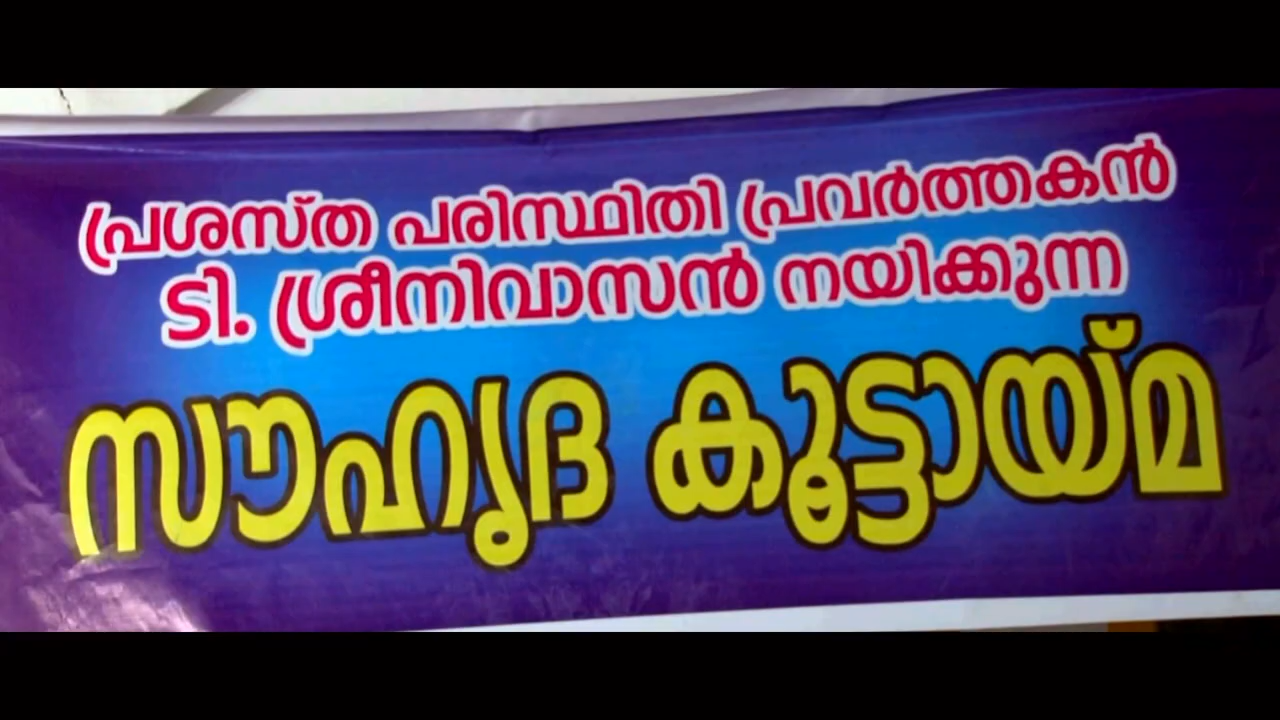 പ്രശസ്ത പരിസ്ഥിതി പ്രവർത്തകൻ
ടി. ശ്രീനിവാസൻ നയിക്കുന്ന
സൗഹൃദ കൂട്ടായ്മ